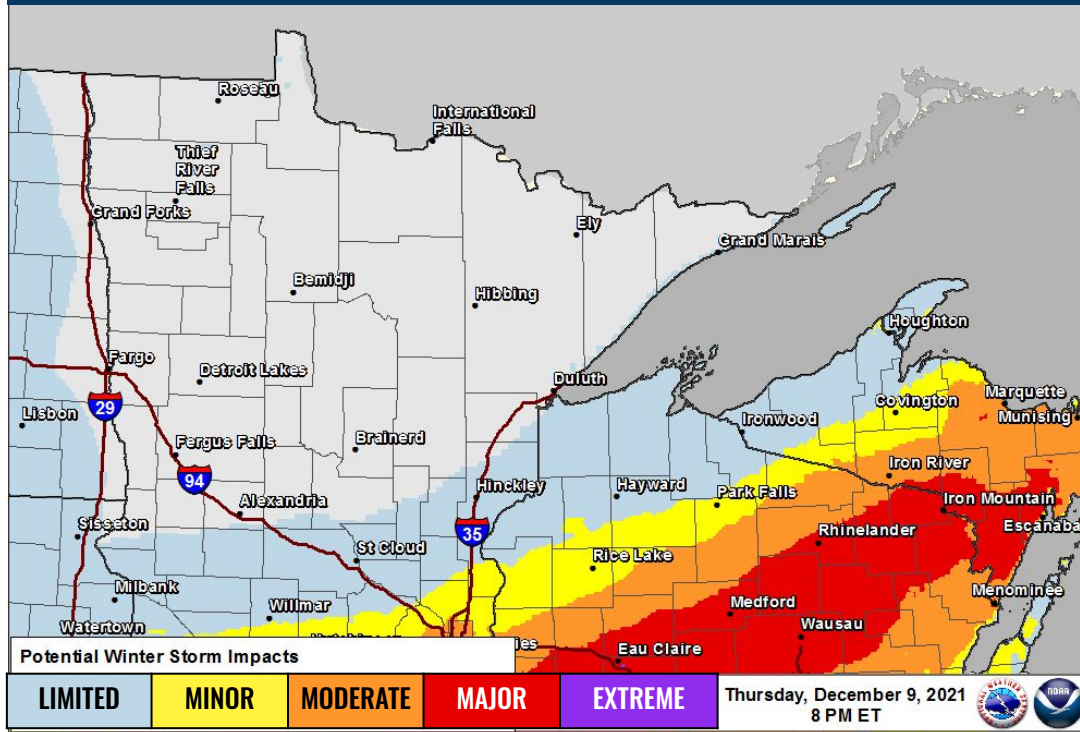 Roseau
International
Falls
Thief
River
Falls
Grand Forks
Ely
Grand Marais
Bemidji
Hibbing
Houghton
Fargo
Detroit Lakes
Duluth
29
Lisbon
Covington
Marquette
Munising
Ironwood
Fergus Falls
Brainerd
94
Iron River
Hinckley
Hayward
Park Falls
Alexandria
Iron Mountain
Sisseton
35
Rhinelander
Escanaba
St Cloud
Rice Lake
Milbank
Willmar
Medford
Menominee
Watertown
Wausau
Eau Claire
Potential Winter Storm Impacts
LIMITED
MINOR
MODERATE
MAJOR
EXTREME
Thursday, December 9, 2021
8 PM ET
NOAA